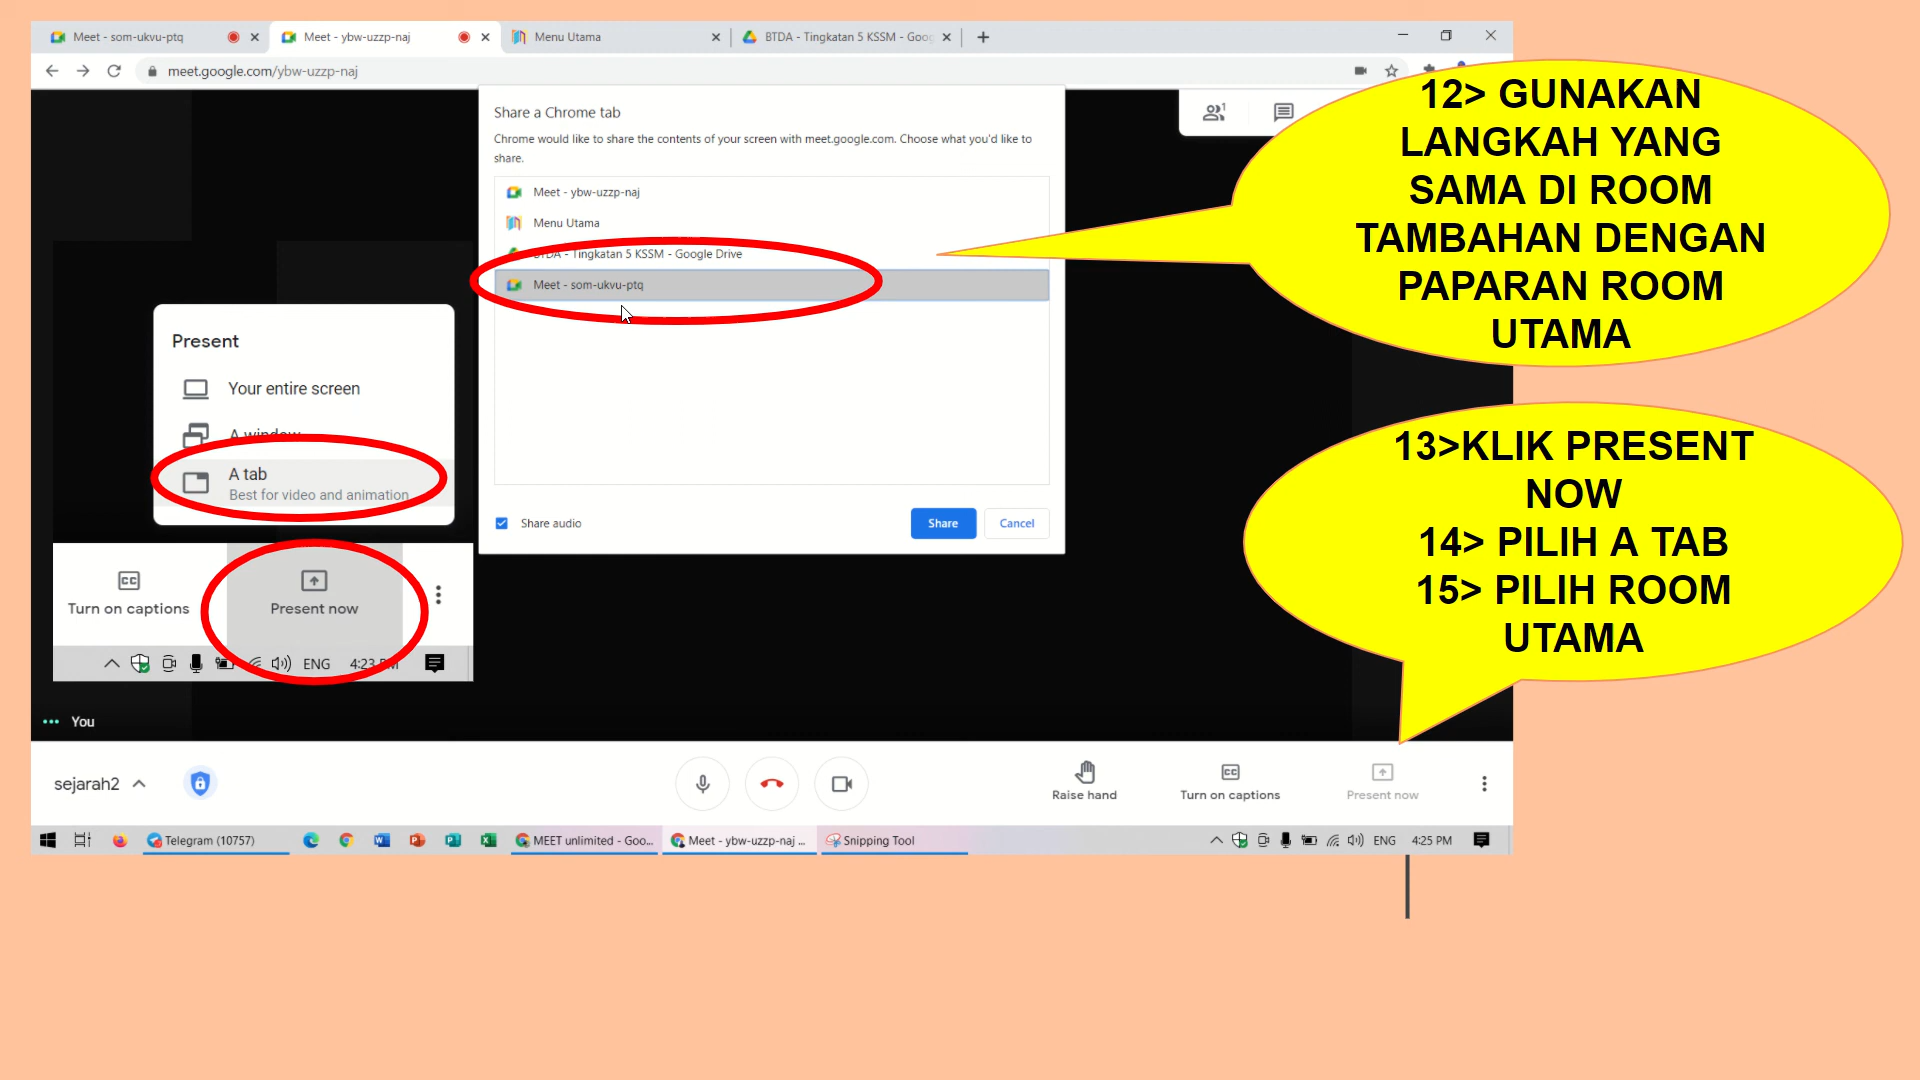 Meet - som-ukvu-ptq
Meet - ybw-uzzp-naj
Menu Utama
BTDA - Tingkatan 5 KSSM - Goog
meet.google.com/ybw-uzzp-naj
Share a Chrome tab
Chrome would like to share the contents of your screen with meet.google.com. Choose what you'd like to
share.
Meet - ybw-uzzp-naj
Menu Utama
BTDA - Tingkatan 5 KSSM - Google Drive
Meet - som-ukvu-ptq
Share audio
Share
Cancel
1
12> GUNAKAN
LANGKAH YANG
SAMA DI ROOM
TAMBAHAN DENGAN
PAPARAN ROOM
UTAMA
Present
Your entire screen
A window
A tab
Best for video and animation
Turn on captions
Present now
ENG
4:23 PM
13>KLIK PRESENT
NOW
14> PILIH A TAB
15> PILIH ROOM
UTAMA
You
sejarah2
Raise hand
Turn on captions
Present now
Telegram (10757)
MEET unlimited - Goo...
Meet - ybw-uzzp-naj ...
Snipping Tool
ENG
4:25 PM